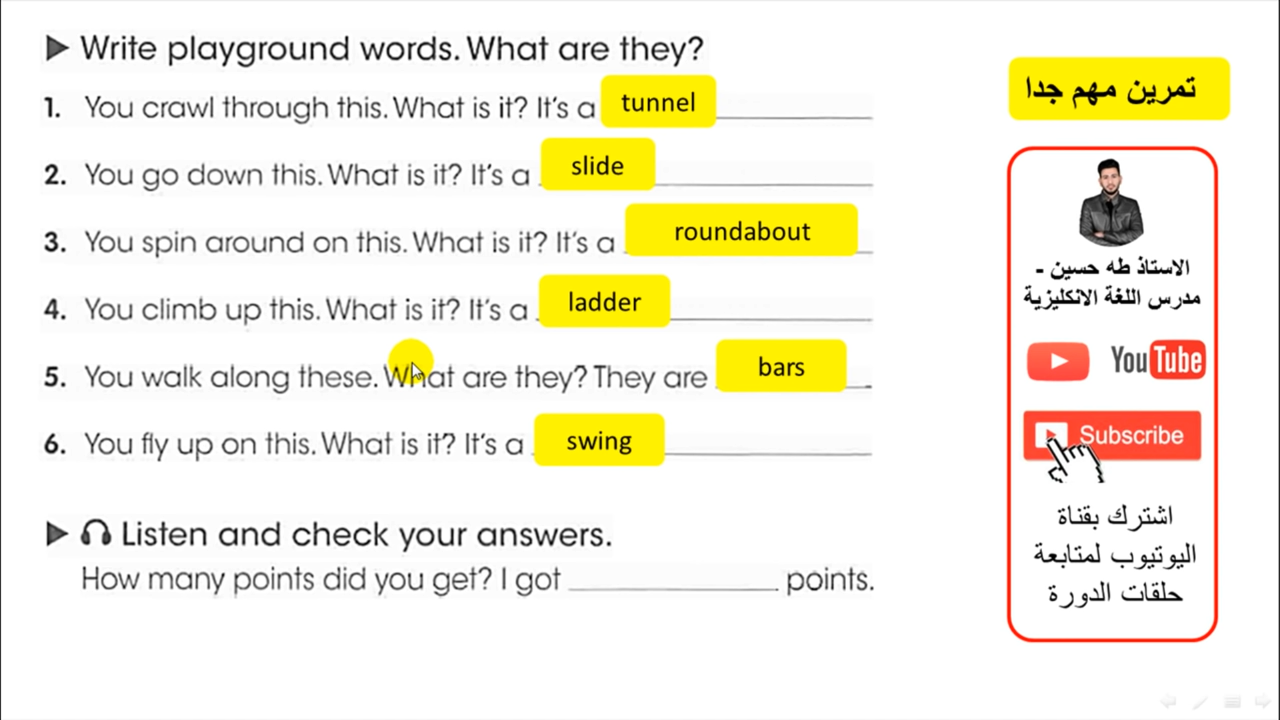 Write playground words. What are they?
1. You crawl through this. What is it? It's a tunnel
2. You go down this. What is it? It's a slide
3. You spin around on this. What is it? It's a roundabout
4. You climb up this. What is it? It's a ladder
5. You walk along these. What are they? They are bars
6. You fly up on this. What is it? It's a swing
Listen and check your answers.
How many points did you get? I got ____________ points.
تمرين مهم جدا
الاستاذ طه حسين -
مدرس اللغة الانكليزية
YouTube
Subscribe
اشترك بقناة
اليوتيوب لمتابعة
حلقات الدورة